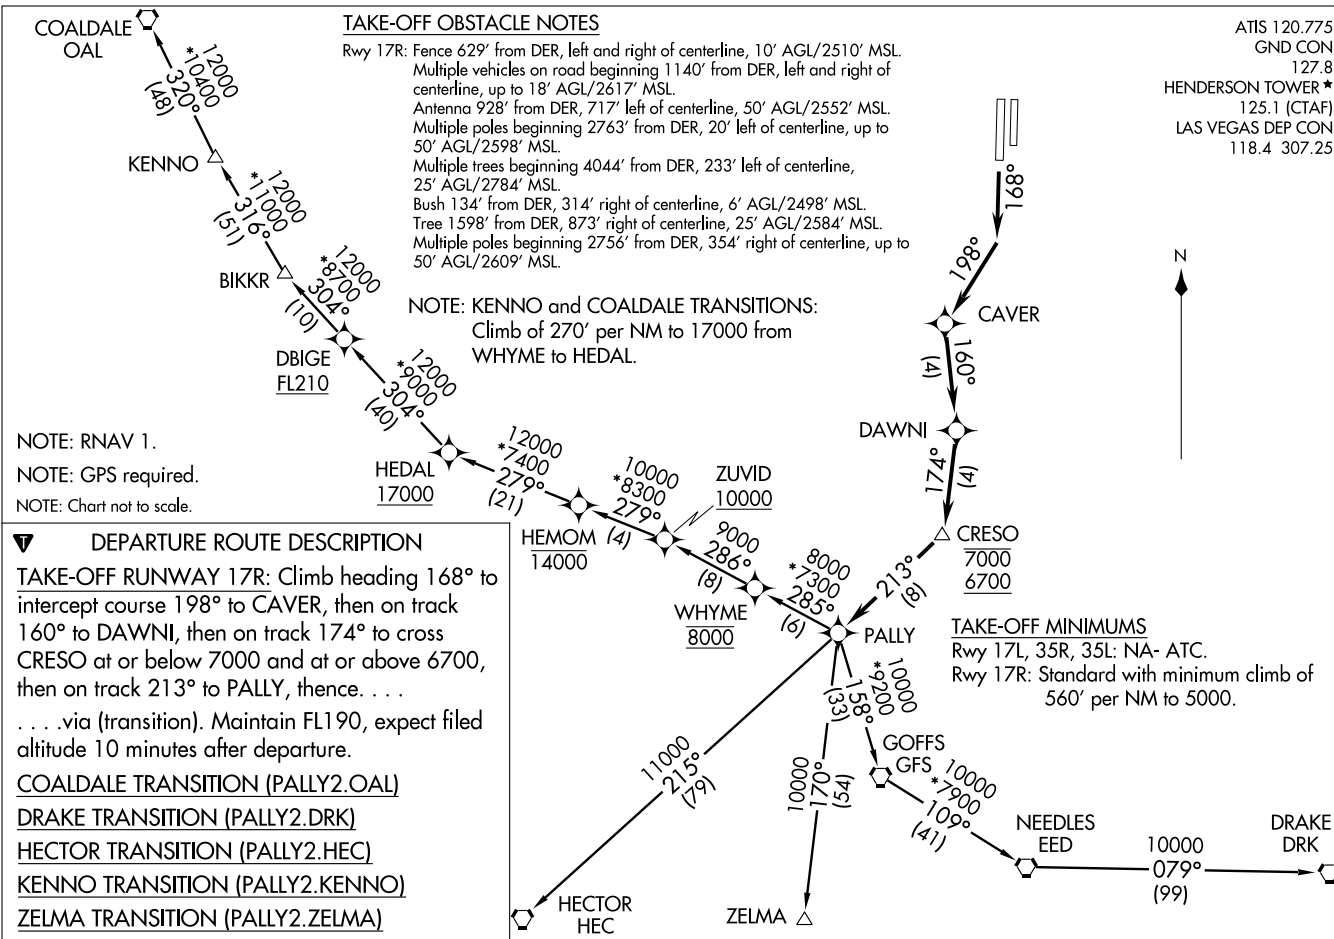 COALDALE
OAL
12000
*10400
320°
(48)
KENNO
12000
*11000
316°
(51)
BIKKR
12000
*8700
304°
(10)
DBIGE
FL210
12000
*9000
304°
(40)
HEDAL
17000
12000
*7400
279°
(21)
HEMOM
14000
10000
*8300
279°
(4)
ZUVID
10000
9000
286°
(8)
WHYME
8000
8000
*7300
285°
(6)
PALLY
TAKE-OFF OBSTACLE NOTES
Rwy 17R: Fence 629' from DER, left and right of centerline, 10' AGL/2510' MSL.
Multiple vehicles on road beginning 1140' from DER, left and right of
centerline, up to 18' AGL/2617' MSL.
Antenna 928' from DER, 717' left of centerline, 50' AGL/2552' MSL.
Multiple poles beginning 2763' from DER, 20' left of centerline, up to
50' AGL/2598' MSL.
Multiple trees beginning 4044' from DER, 233' left of centerline,
25' AGL/2784' MSL.
Bush 134' from DER, 314' right of centerline, 6' AGL/2498' MSL.
Tree 1598' from DER, 873' right of centerline, 25' AGL/2584' MSL.
Multiple poles beginning 2756' from DER, 354' right of centerline, up to
50' AGL/2609' MSL.
NOTE: KENNO and COALDALE TRANSITIONS:
Climb of 270' per NM to 17000 from
WHYME to HEDAL.
ATIS 120.775
GND CON
127.8
HENDERSON TOWER★
125.1 (CTAF)
LAS VEGAS DEP CON
118.4 307.25
N
168°
198°
CAVER
160°
(4)
DAWNI
174°
(4)
CRESO
7000
6700
213°
(8)
TAKE-OFF MINIMUMS
Rwy 17L, 35R, 35L: NA- ATC.
Rwy 17R: Standard with minimum climb of
560' per NM to 5000.
NOTE: RNAV 1.
NOTE: GPS required.
NOTE: Chart not to scale.
T
DEPARTURE ROUTE DESCRIPTION
TAKE-OFF RUNWAY 17R: Climb heading 168° to
intercept course 198° to CAVER, then on track
160° to DAWNI, then on track 174° to cross
CRESO at or below 7000 and at or above 6700,
then on track 213° to PALLY, thence. . . .
. . . .via (transition). Maintain FL190, expect filed
altitude 10 minutes after departure.
COALDALE TRANSITION (PALLY2.OAL)
DRAKE TRANSITION (PALLY2.DRK)
HECTOR TRANSITION (PALLY2.HEC)
KENNO TRANSITION (PALLY2.KENNO)
ZELMA TRANSITION (PALLY2.ZELMA)
11000
215°
(79)
HECTOR
HEC
10000
170°
(54)
ZELMA
10000
*9200
158°
(33)
GOFFS
GFS
10000
*7900
109°
(41)
NEEDLES
EED
10000
079°
(99)
DRAKE
DRK